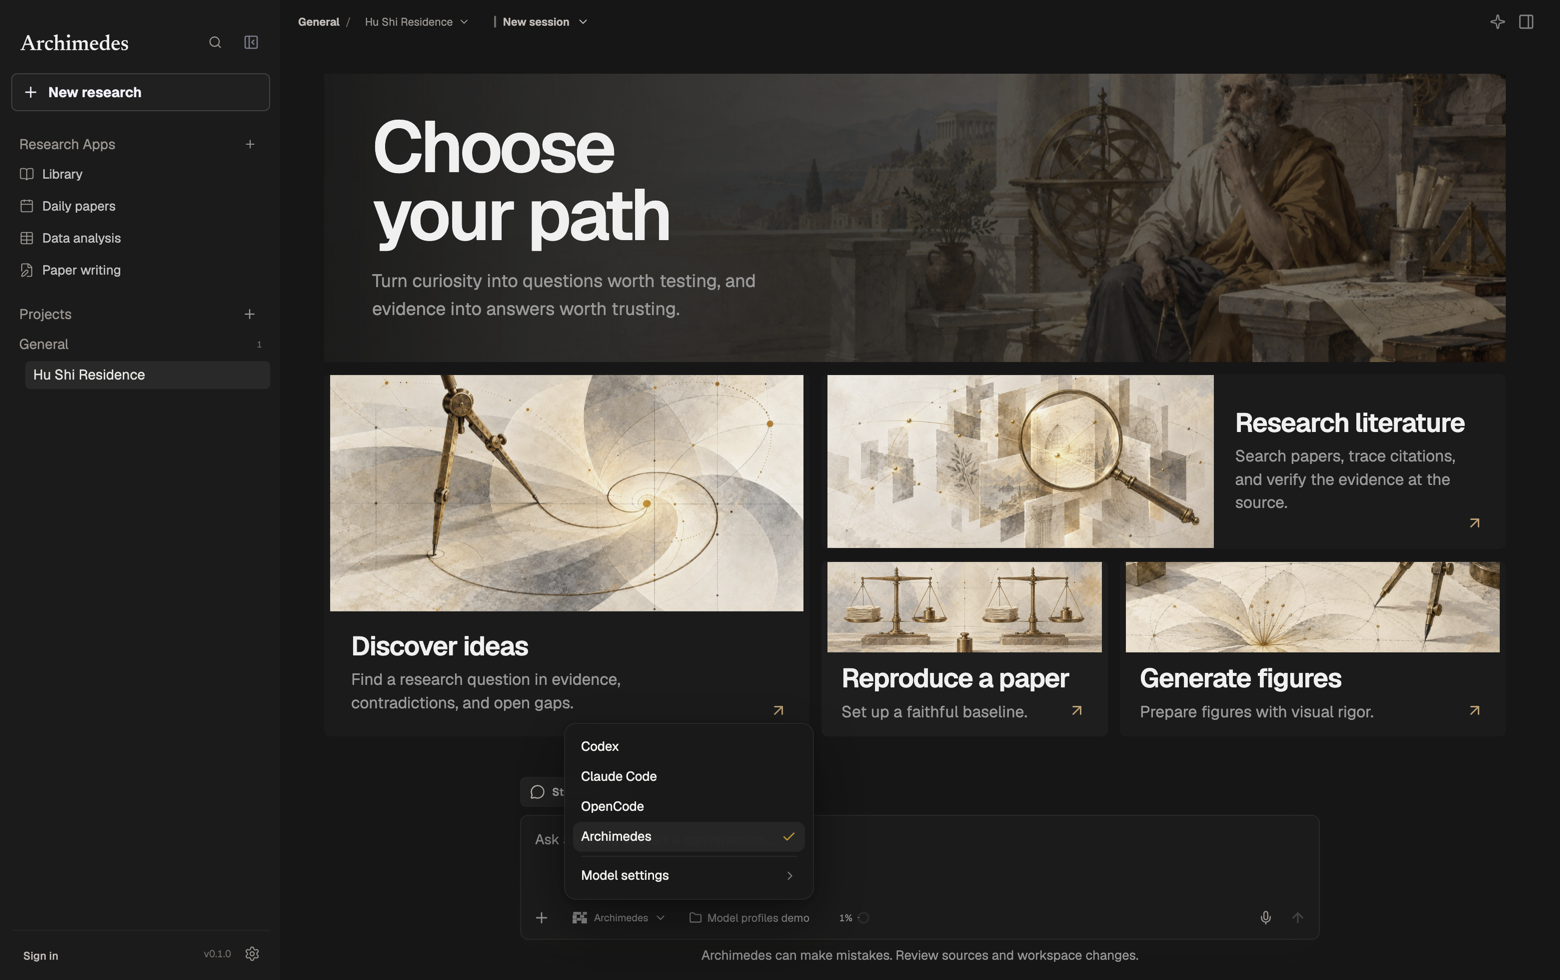 Archimedes
New research
Research Apps
Library
Daily papers
Data analysis
Paper writing
Projects
General 1
Hu Shi Residence
Sign in
v0.1.0
General / Hu Shi Residence | New session
Choose
your path
Turn curiosity into questions worth testing, and
evidence into answers worth trusting.
Discover ideas
Find a research question in evidence,
contradictions, and open gaps.
Research literature
Search papers, trace citations,
and verify the evidence at the
source.
Reproduce a paper
Set up a faithful baseline.
Generate figures
Prepare figures with visual rigor.
Codex
Claude Code
OpenCode
Archimedes
Model settings
St
Ask
Archimedes
Model profiles demo
1%
Archimedes can make mistakes. Review sources and workspace changes.